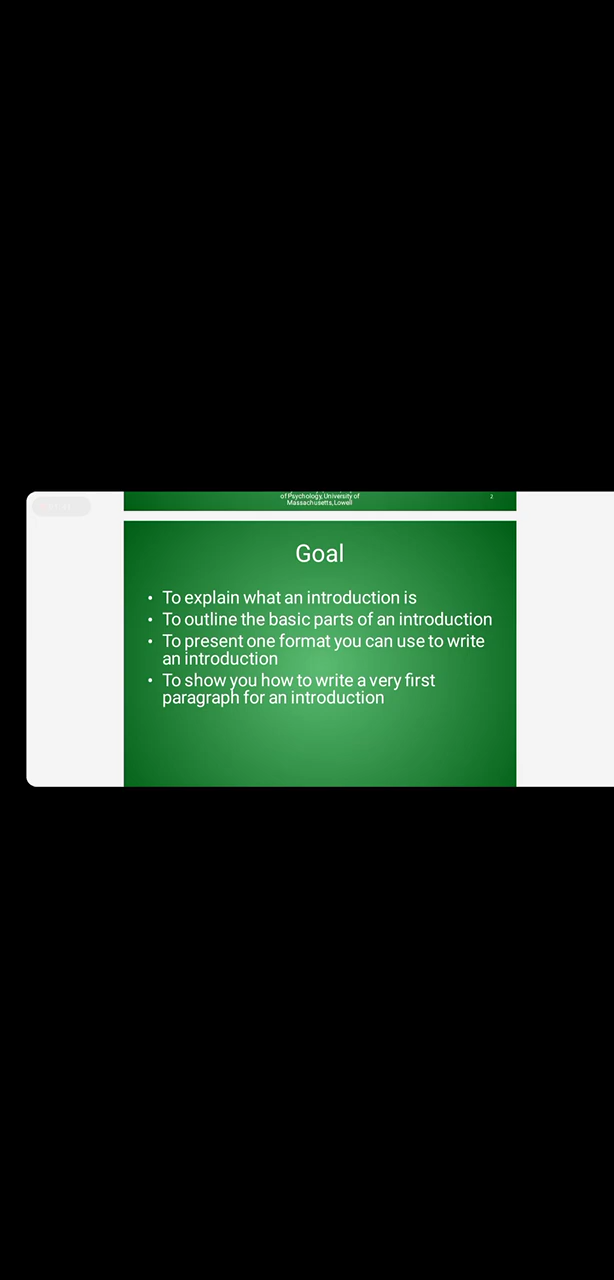 of Psychology, University of
Massachusetts, Lowell
2
Goal
• To explain what an introduction is
• To outline the basic parts of an introduction
• To present one format you can use to write
an introduction
• To show you how to write a very first
paragraph for an introduction